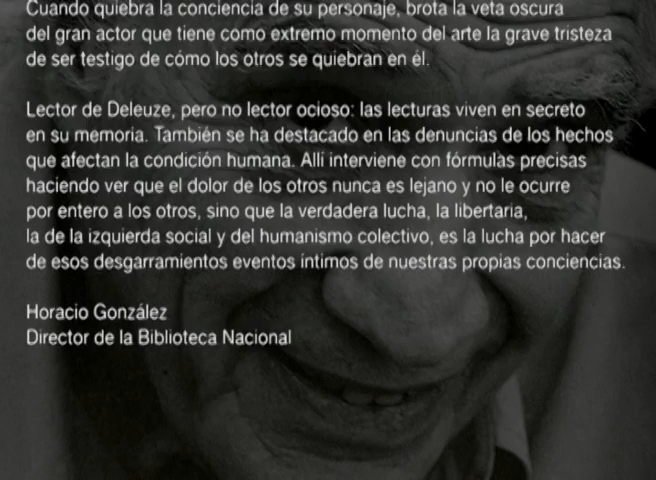 Cuando quiebra la conciencia de su personaje, brota la veta oscura
del gran actor que tiene como extremo momento del arte la grave tristeza
de ser testigo de cómo los otros se quiebran en él.
Lector de Deleuze, pero no lector ocioso: las lecturas viven en secreto
en su memoria. También se ha destacado en las denuncias de los hechos
que afectan la condición humana. Allí interviene con fórmulas precisas
haciendo ver que el dolor de los otros nunca es lejano y no le ocurre
por entero a los otros, sino que la verdadera lucha, la libertaria,
la de la izquierda social y del humanismo colectivo, es la lucha por hacer
de esos desgarramientos eventos íntimos de nuestras propias conciencias.
Horacio González
Director de la Biblioteca Nacional